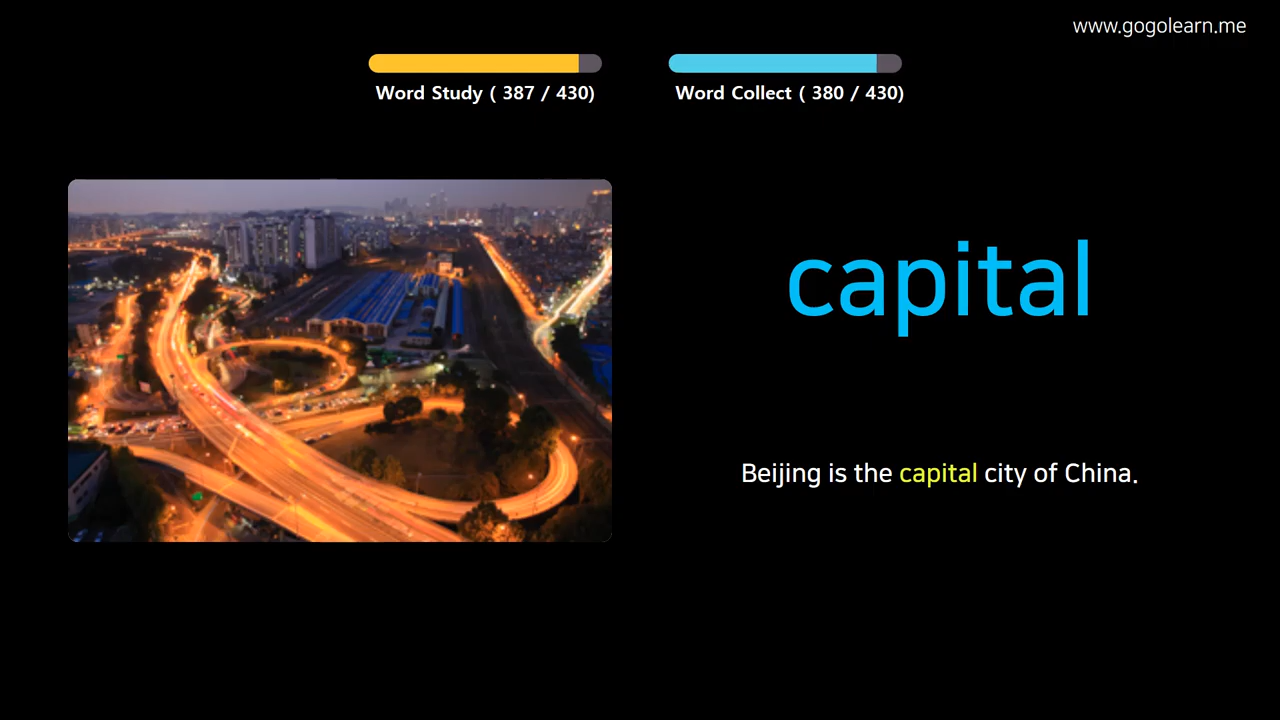 www.gogolearn.me
Word Study ( 387 / 430)
Word Collect ( 380 / 430)
capital
Beijing is the capital city of China.